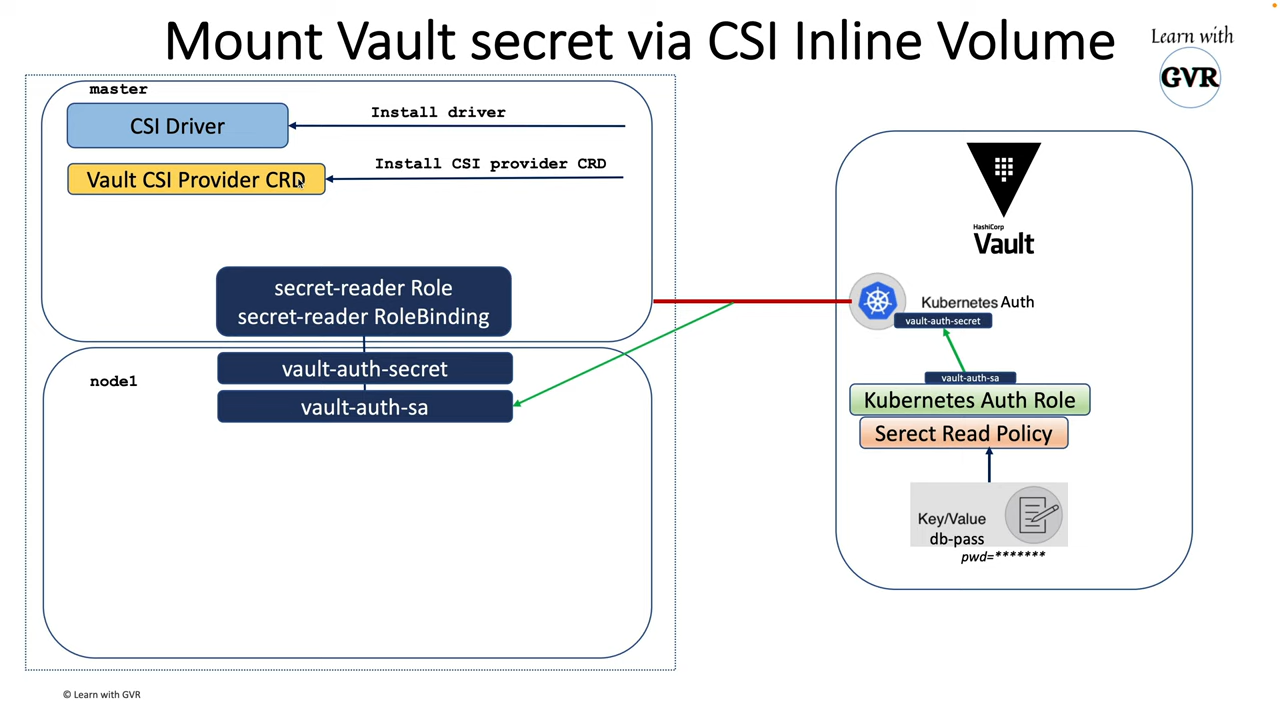 Mount Vault secret via CSI Inline Volume
Learn with
GVR
master
CSI Driver
Install driver
Vault CSI Provider CRD
Install CSI provider CRD
secret-reader Role
secret-reader RoleBinding
vault-auth-secret
vault-auth-sa
node1
HashiCorp
Vault
Kubernetes Auth
vault-auth-secret
vault-auth-sa
Kubernetes Auth Role
Serect Read Policy
Key/Value
db-pass
pwd=*******
© Learn with GVR